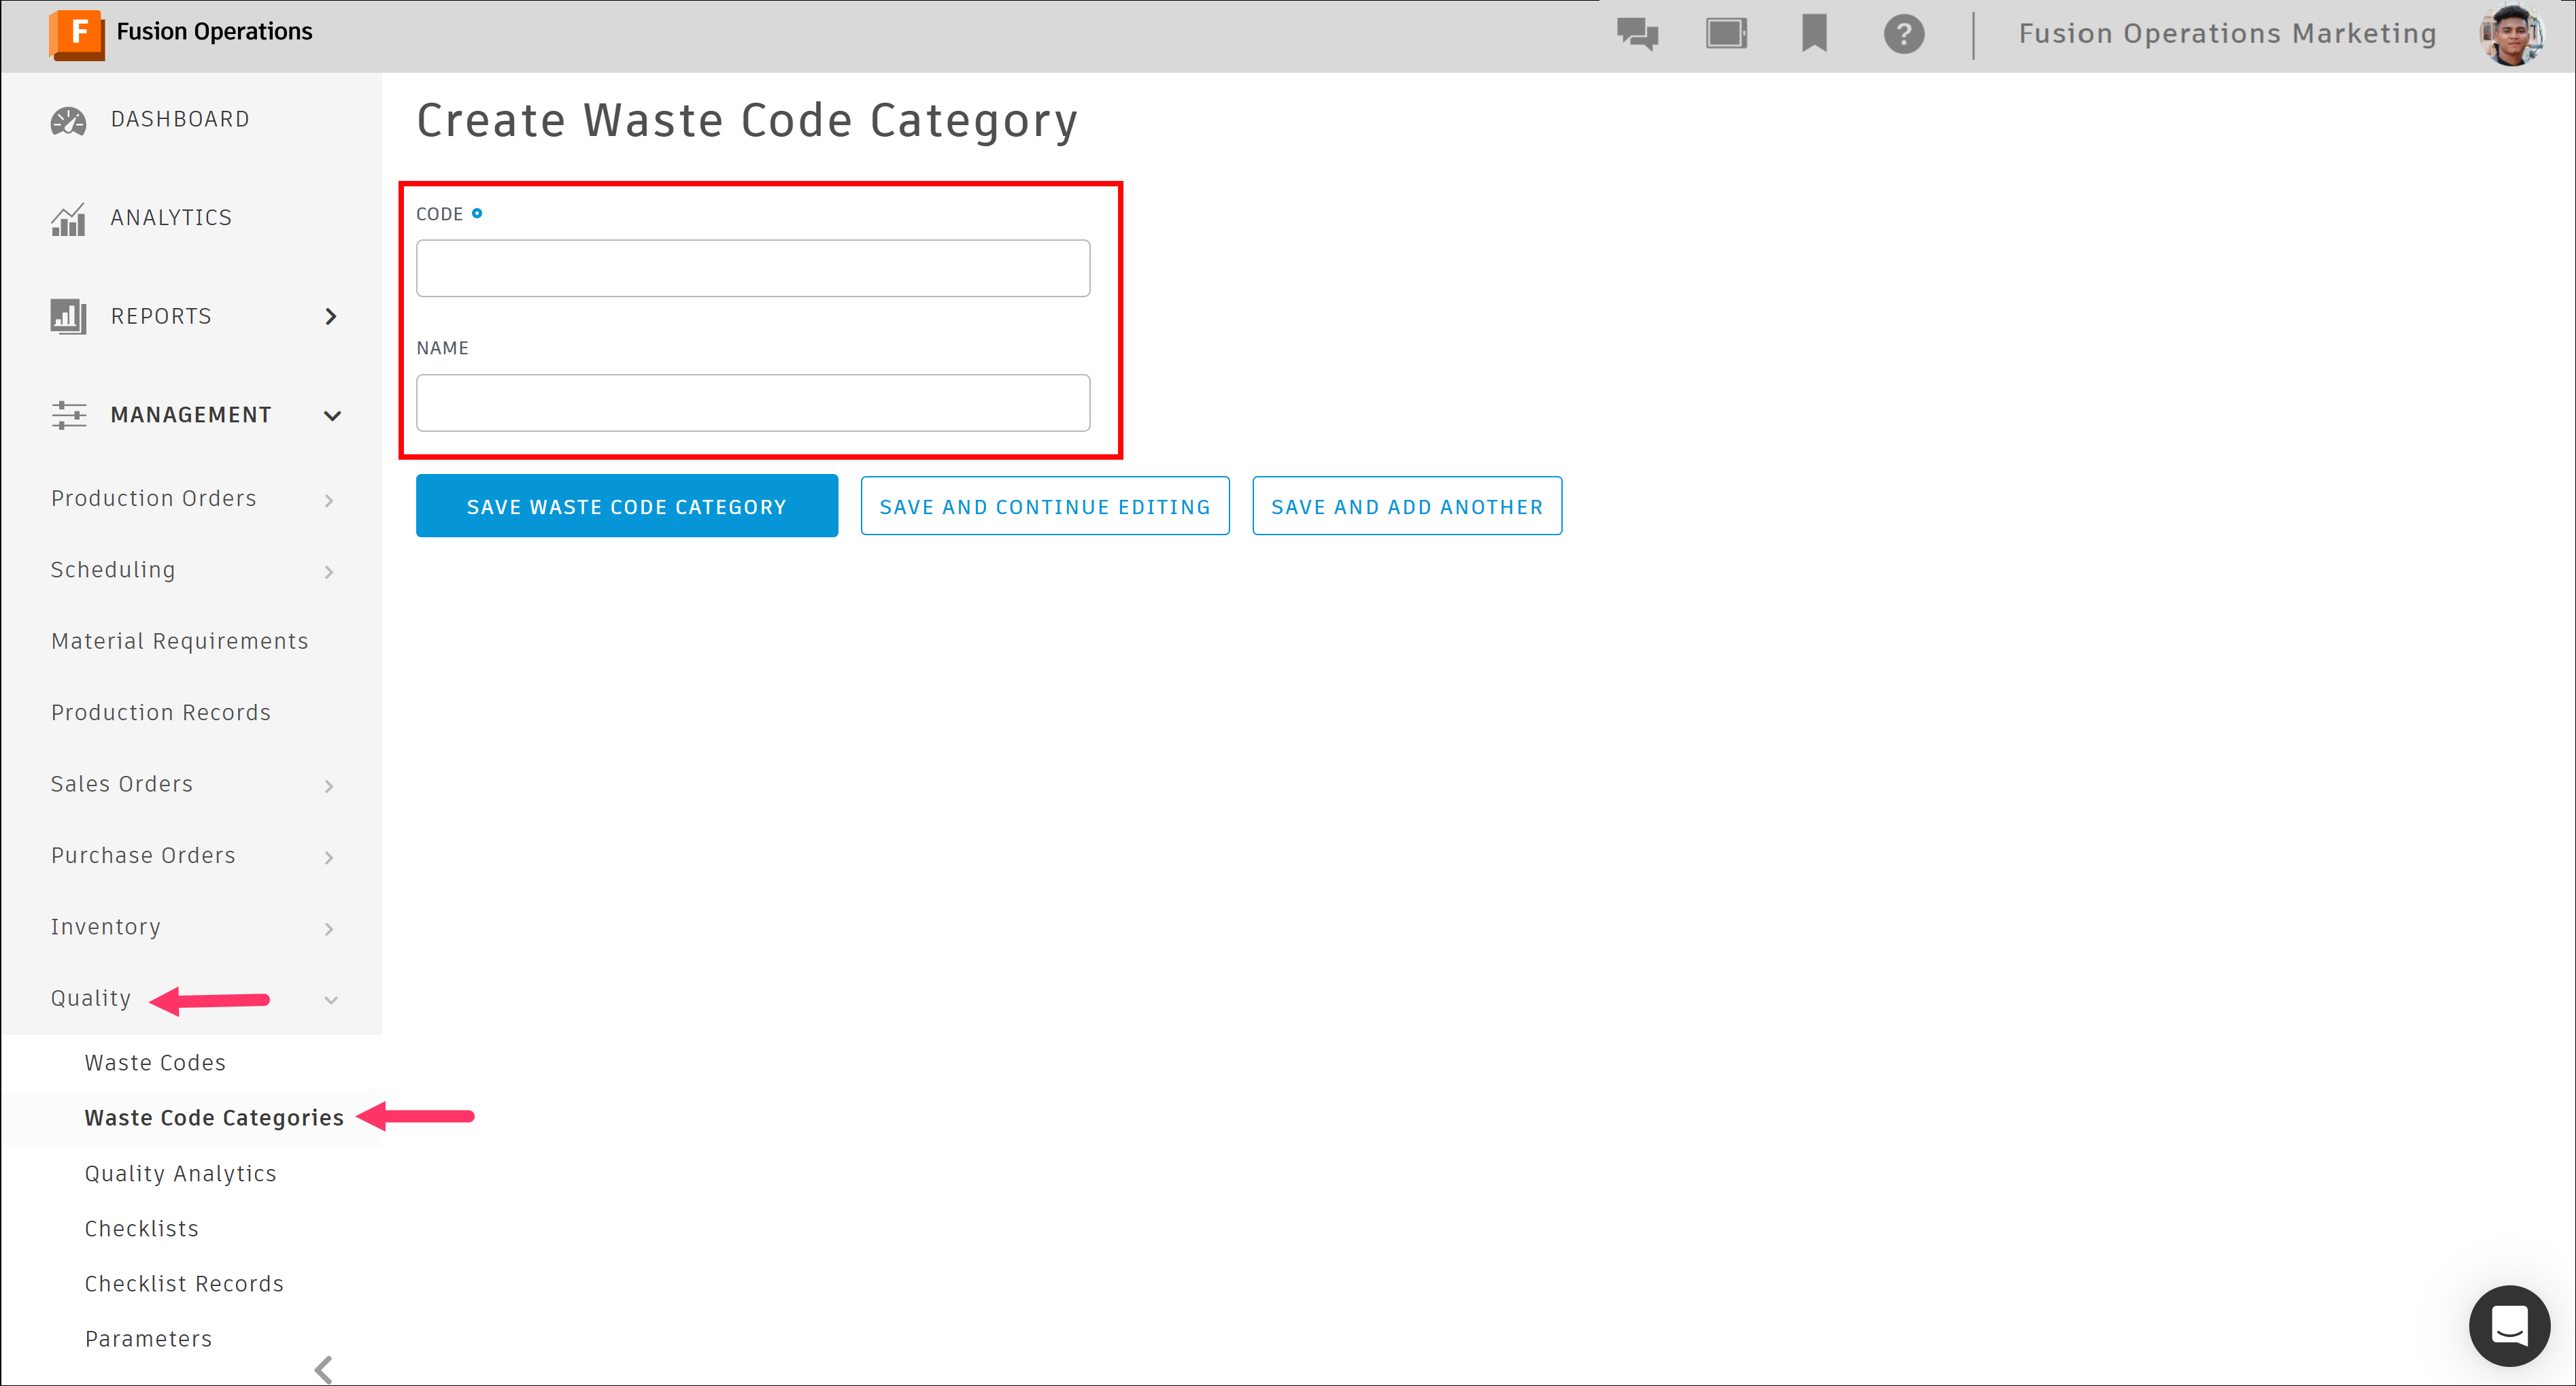 F Fusion Operations
? Fusion Operations Marketing
DASHBOARD
ANALYTICS
REPORTS
MANAGEMENT
Production Orders
Scheduling
Material Requirements
Production Records
Sales Orders
Purchase Orders
Inventory
Quality
Waste Codes
Waste Code Categories
Quality Analytics
Checklists
Checklist Records
Parameters
Create Waste Code Category
CODE
NAME
SAVE WASTE CODE CATEGORY
SAVE AND CONTINUE EDITING
SAVE AND ADD ANOTHER